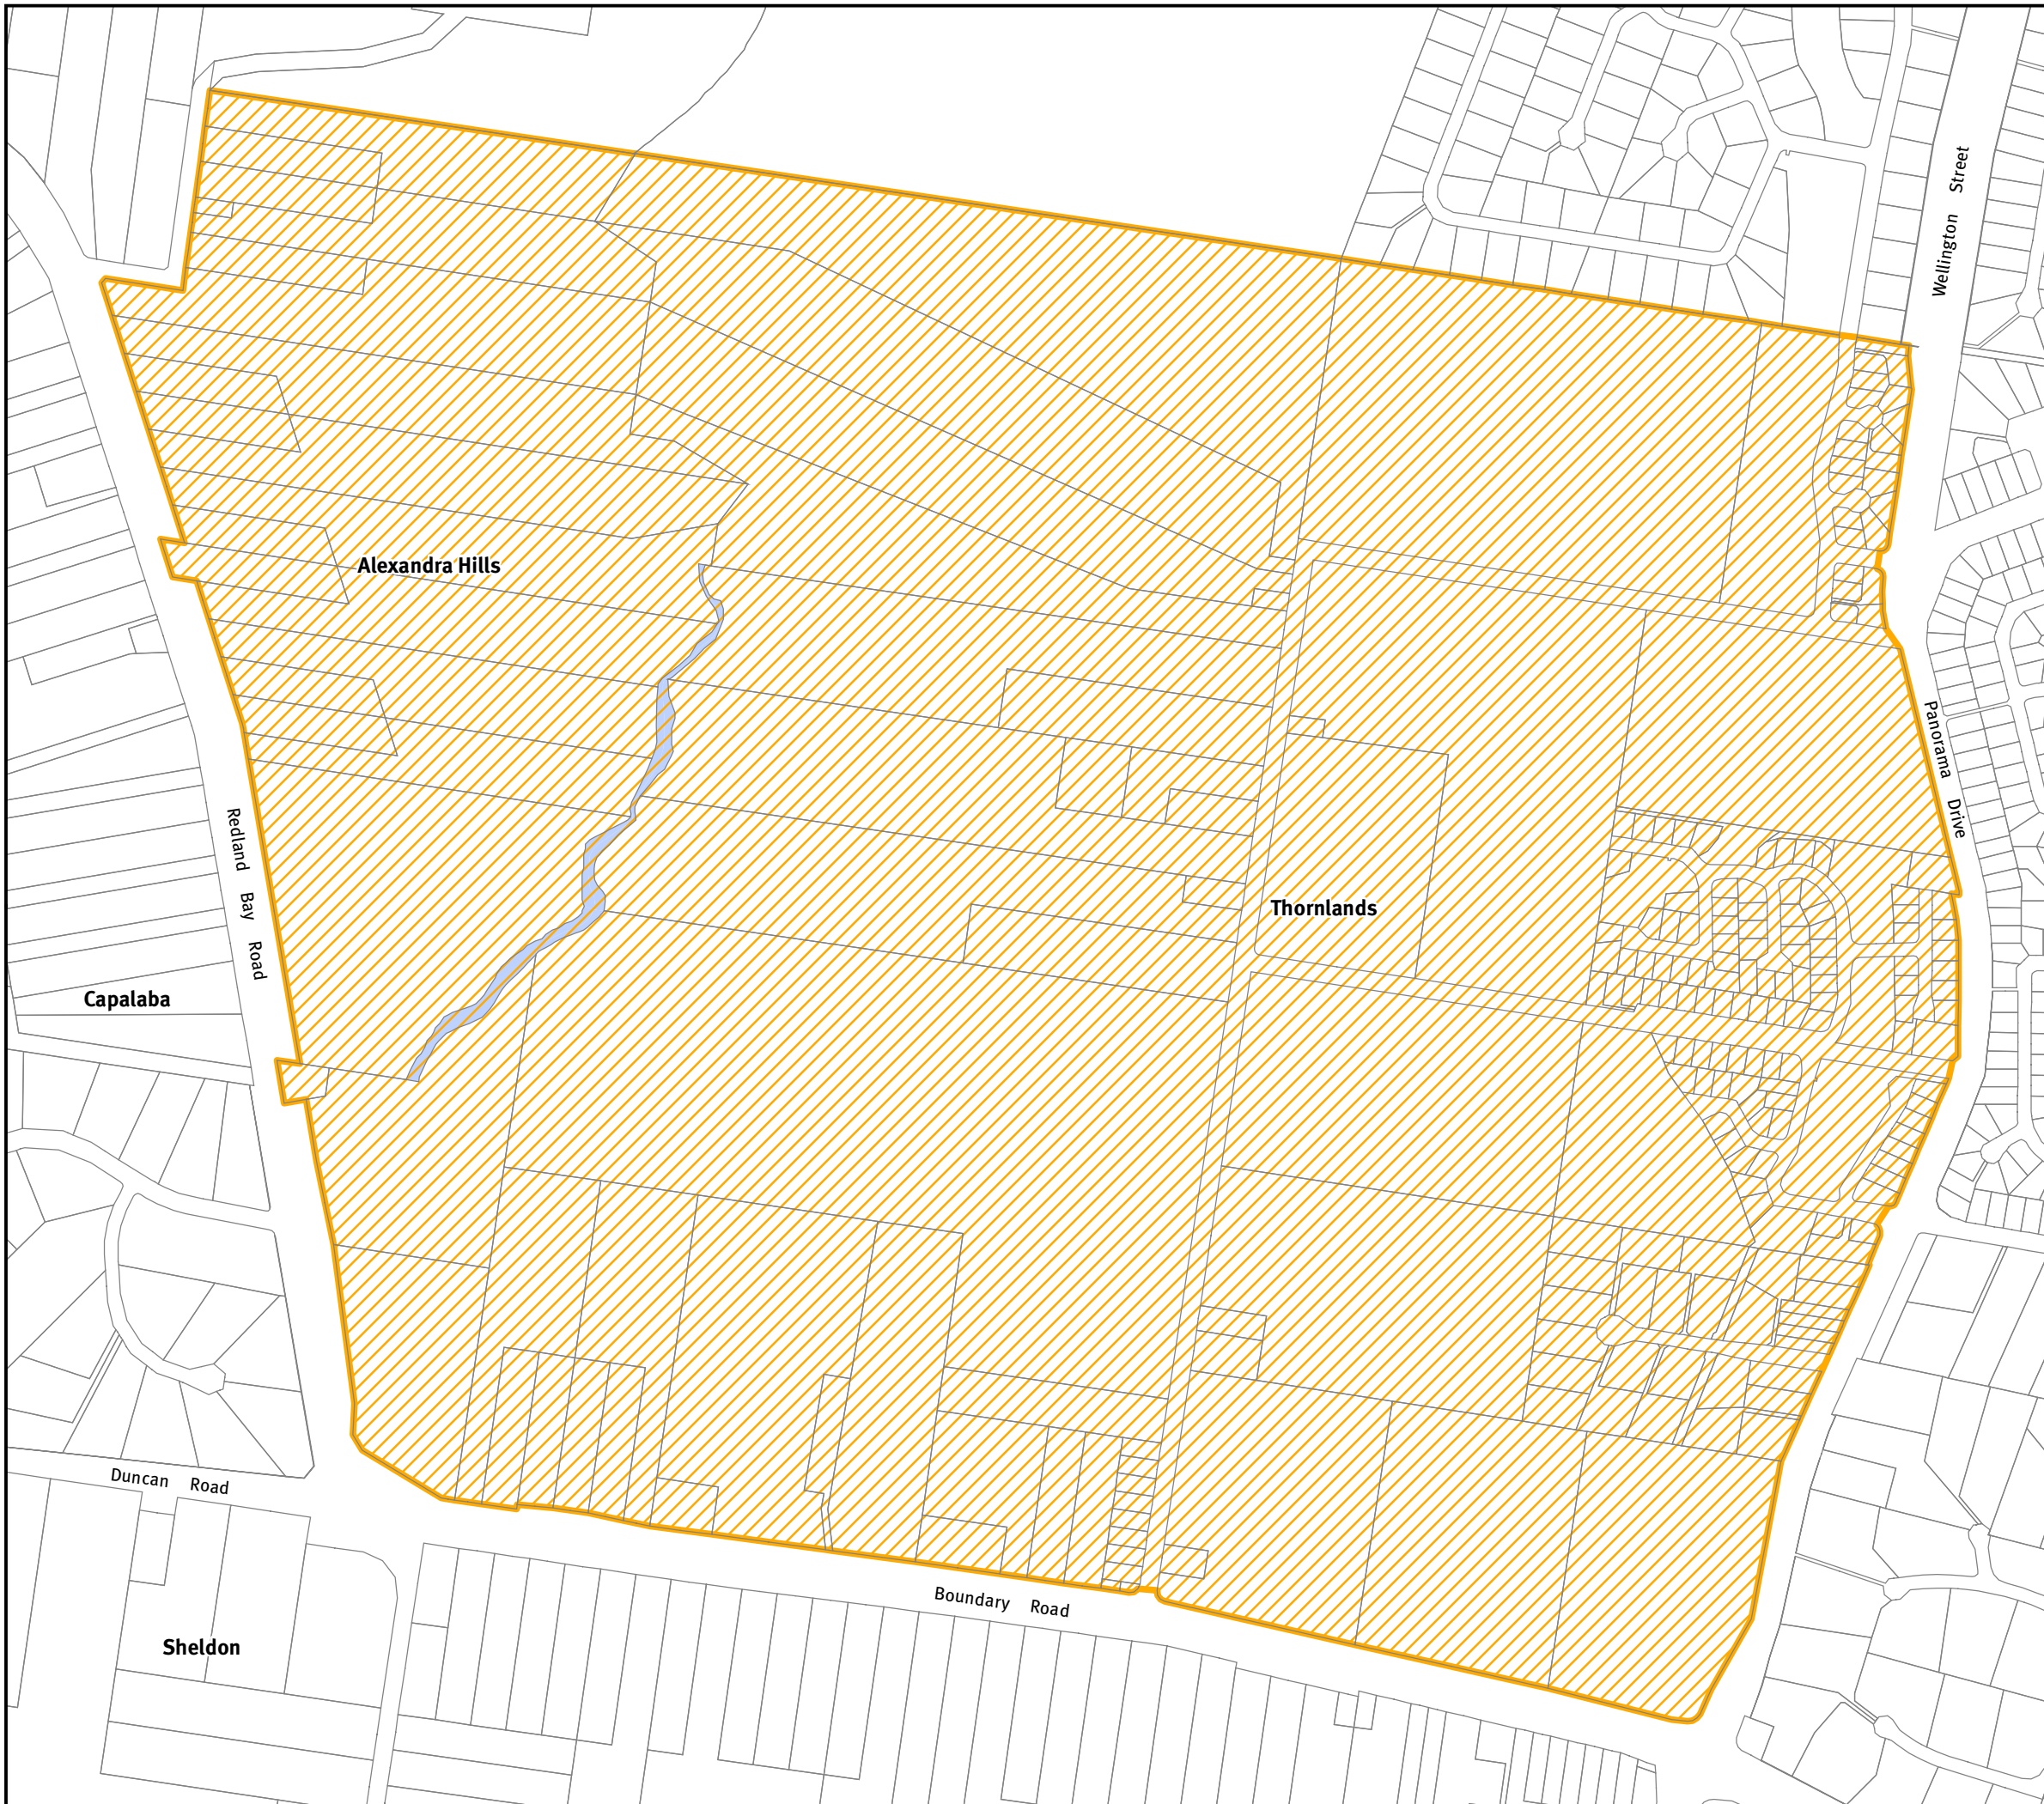 Wellington Street
Alexandra Hills
Panorama Drive
Redland Bay Road
Thornlands
Capalaba
Duncan Road
Boundary Road
Sheldon